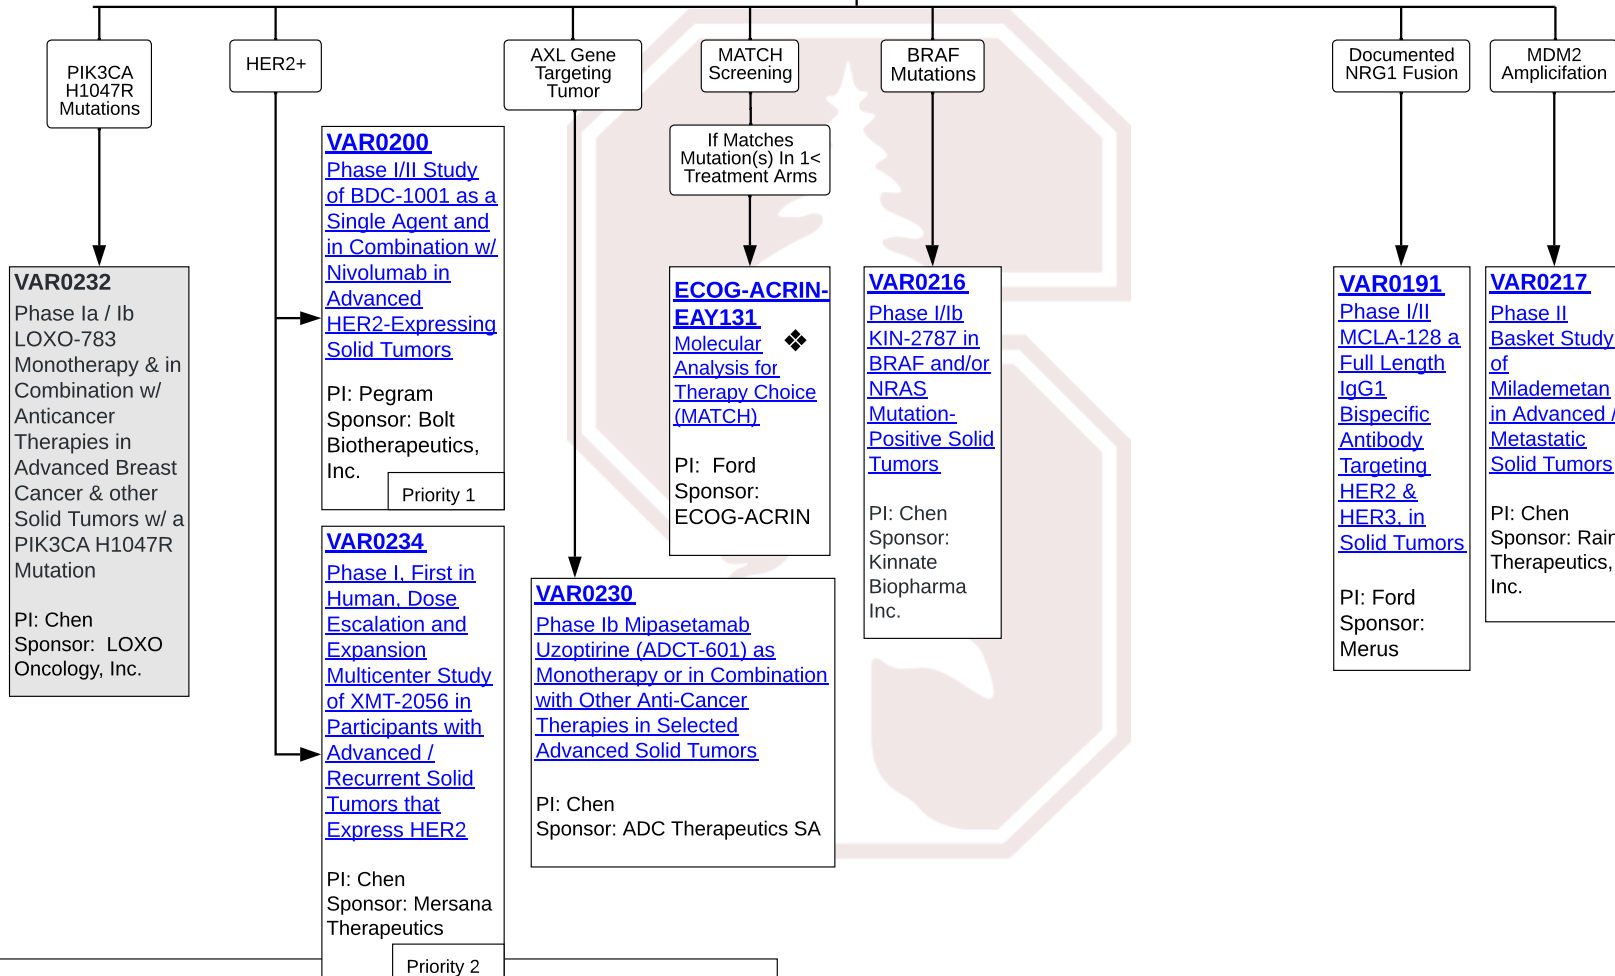 PIK3CA
H1047R
Mutations
HER2+
AXL Gene
Targeting
Tumor
MATCH
Screening
BRAF
Mutations
Documented
NRG1 Fusion
MDM2
Amplicifation
If Matches
Mutation(s) In 1<
Treatment Arms
VAR0232
Phase Ia / Ib
LOXO-783
Monotherapy & in
Combination w/
Anticancer
Therapies in
Advanced Breast
Cancer & other
Solid Tumors w/ a
PIK3CA H1047R
Mutation
PI: Chen
Sponsor:  LOXO
Oncology, Inc.
VAR0200
Phase I/II Study
of BDC-1001 as a
Single Agent and
in Combination w/
Nivolumab in
Advanced
HER2-Expressing
Solid Tumors
PI: Pegram
Sponsor: Bolt
Biotherapeutics,
Inc.
Priority 1
VAR0234
Phase I, First in
Human, Dose
Escalation and
Expansion
Multicenter Study
of XMT-2056 in
Participants with
Advanced /
Recurrent Solid
Tumors that
Express HER2
PI: Chen
Sponsor: Mersana
Therapeutics
Priority 2
VAR0230
Phase Ib Mipasetamab
Uzoptirine (ADCT-601) as
Monotherapy or in Combination
with Other Anti-Cancer
Therapies in Selected
Advanced Solid Tumors
PI: Chen
Sponsor: ADC Therapeutics SA
ECOG-ACRIN-
EAY131
Molecular ❖
Analysis for
Therapy Choice
(MATCH)
PI:  Ford
Sponsor:
ECOG-ACRIN
VAR0216
Phase I/Ib
KIN-2787 in
BRAF and/or
NRAS
Mutation-
Positive Solid
Tumors
PI: Chen
Sponsor:
Kinnate
Biopharma
Inc.
VAR0191
Phase I/II
MCLA-128 a
Full Length
IgG1
Bispecific
Antibody
Targeting
HER2 &
HER3, in
Solid Tumors
PI: Ford
Sponsor:
Merus
VAR0217
Phase II
Basket Study
of
Milademetan
in Advanced /
Metastatic
Solid Tumors
PI: Chen
Sponsor: Rain
Therapeutics,
Inc.